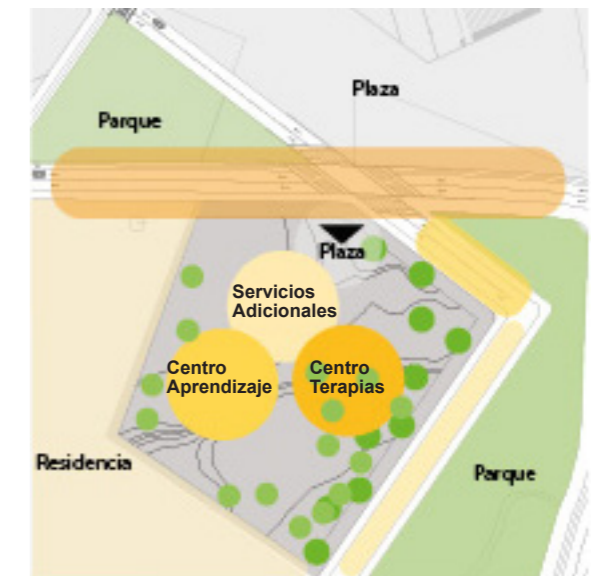 Plaza
Parque
Plaza
Servicios
Adicionales
Centro
Aprendizaje
Centro
Terapias
Residencia
Parque